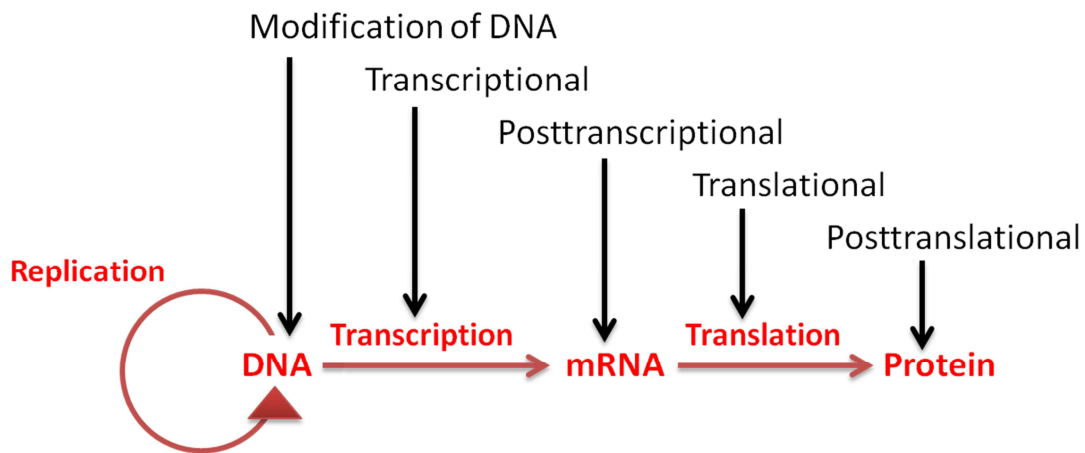 Modification of DNA
Transcriptional
Posttranscriptional
Translational
Posttranslational
Replication
Transcription
Translation
DNA
mRNA
Protein